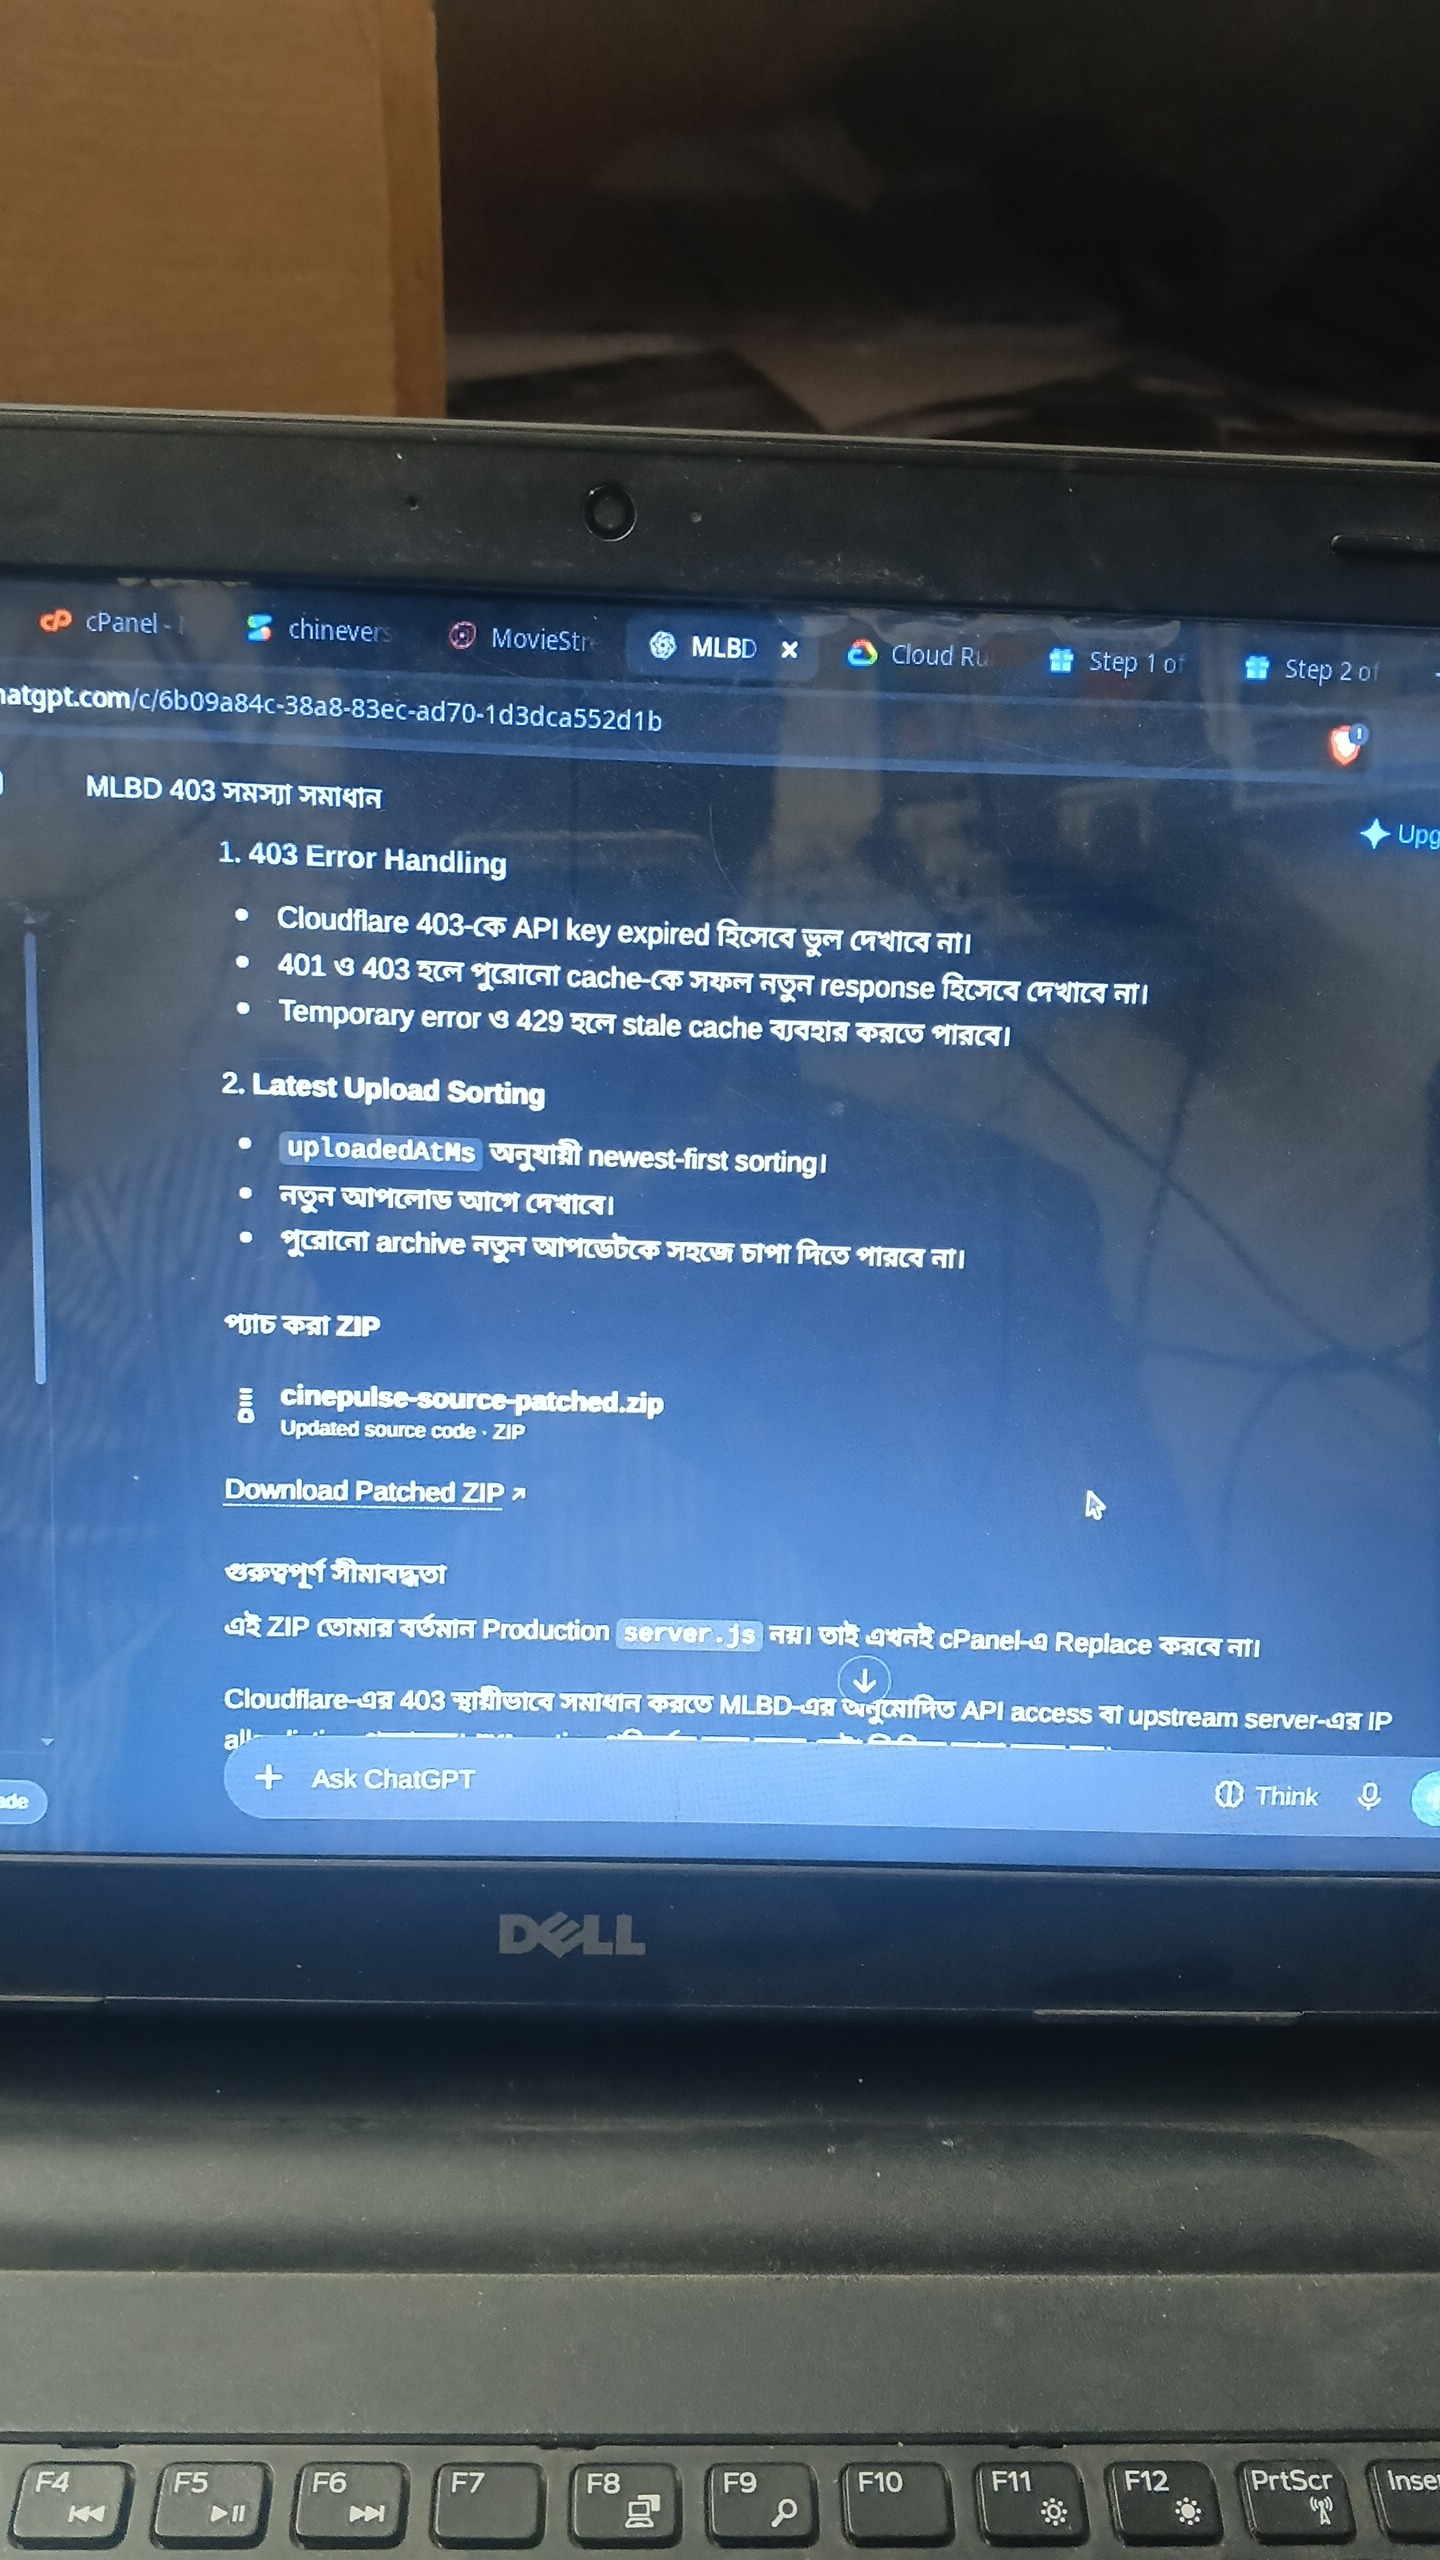 cPanel -
chinevers
MovieStr
MLBD
Cloud Ru
Step 1 of
Step 2 of
hatgpt.com/c/6b09a84c-38a8-83ec-ad70-1d3dca552d1b
MLBD 403 সমস্যা সমাধান
Upg
1. 403 Error Handling
Cloudflare 403-কে API key expired হিসেবে ভুল দেখাবে না।
401 ও 403 হলে পুরোনো cache-কে সফল নতুন response হিসেবে দেখাবে না।
Temporary error ও 429 হলে stale cache ব্যবহার করতে পারবে।
2. Latest Upload Sorting
uploadedAtMs অনুযায়ী newest-first sorting।
নতুন আপলোড আগে দেখাবে।
পুরোনো archive নতুন আপডেটকে সহজে চাপা দিতে পারবে না।
প্যাচ করা ZIP
cinepulse-source-patched.zip
Updated source code · ZIP
Download Patched ZIP ↗
গুরুত্বপূর্ণ সীমাবদ্ধতা
এই ZIP তোমার বর্তমান Production server.js নয়। তাই এখনই cPanel-এ Replace করবে না।
Cloudflare-এর 403 স্থায়ীভাবে সমাধান করতে MLBD-এর অনুমোদিত API access বা upstream server-এর IP
ade
Ask ChatGPT
Think
DELL
F4
F5
F6
F7
F8
F9
F10
F11
F12
PrtScr
Inse